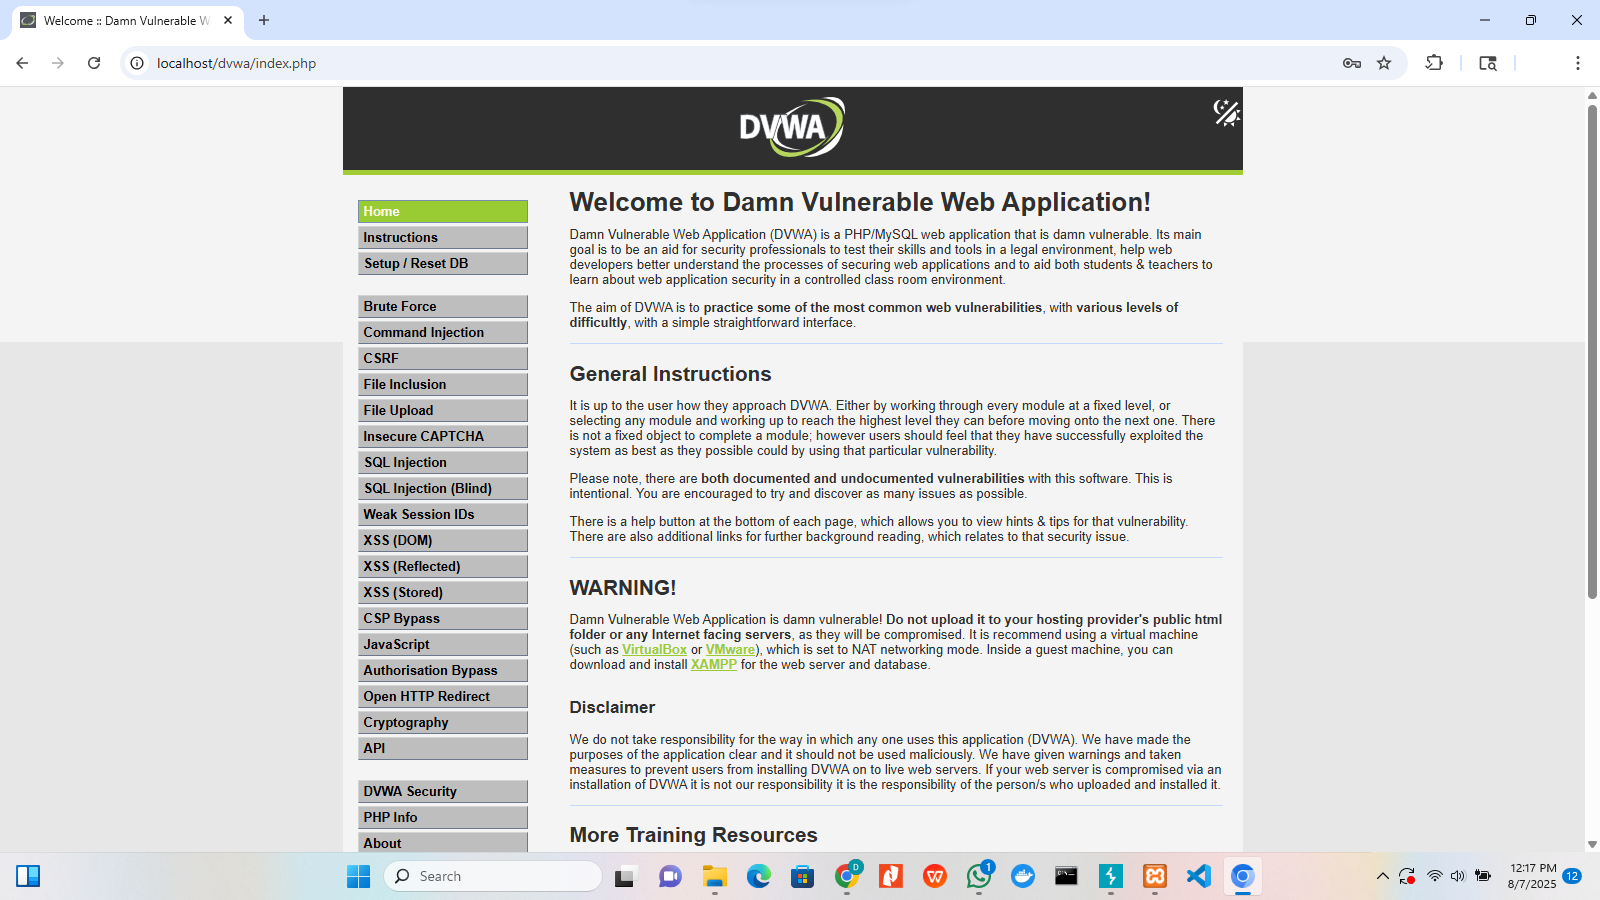 Welcome :: Damn Vulnerable W
localhost/dvwa/index.php
DVWA
Home
Instructions
Setup / Reset DB
Brute Force
Command Injection
CSRF
File Inclusion
File Upload
Insecure CAPTCHA
SQL Injection
SQL Injection (Blind)
Weak Session IDs
XSS (DOM)
XSS (Reflected)
XSS (Stored)
CSP Bypass
JavaScript
Authorisation Bypass
Open HTTP Redirect
Cryptography
API
DVWA Security
PHP Info
About
Welcome to Damn Vulnerable Web Application!
Damn Vulnerable Web Application (DVWA) is a PHP/MySQL web application that is damn vulnerable. Its main
goal is to be an aid for security professionals to test their skills and tools in a legal environment, help web
developers better understand the processes of securing web applications and to aid both students & teachers to
learn about web application security in a controlled class room environment.
The aim of DVWA is to practice some of the most common web vulnerabilities, with various levels of
difficultly, with a simple straightforward interface.
General Instructions
It is up to the user how they approach DVWA. Either by working through every module at a fixed level, or
selecting any module and working up to reach the highest level they can before moving onto the next one. There
is not a fixed object to complete a module; however users should feel that they have successfully exploited the
system as best as they possible could by using that particular vulnerability.
Please note, there are both documented and undocumented vulnerabilities with this software. This is
intentional. You are encouraged to try and discover as many issues as possible.
There is a help button at the bottom of each page, which allows you to view hints & tips for that vulnerability.
There are also additional links for further background reading, which relates to that security issue.
WARNING!
Damn Vulnerable Web Application is damn vulnerable! Do not upload it to your hosting provider's public html
folder or any Internet facing servers, as they will be compromised. It is recommend using a virtual machine
(such as VirtualBox or VMware), which is set to NAT networking mode. Inside a guest machine, you can
download and install XAMPP for the web server and database.
Disclaimer
We do not take responsibility for the way in which any one uses this application (DVWA). We have made the
purposes of the application clear and it should not be used maliciously. We have given warnings and taken
measures to prevent users from installing DVWA on to live web servers. If your web server is compromised via an
installation of DVWA it is not our responsibility it is the responsibility of the person/s who uploaded and installed it.
More Training Resources
Search
D
1
12:17 PM
8/7/2025
12